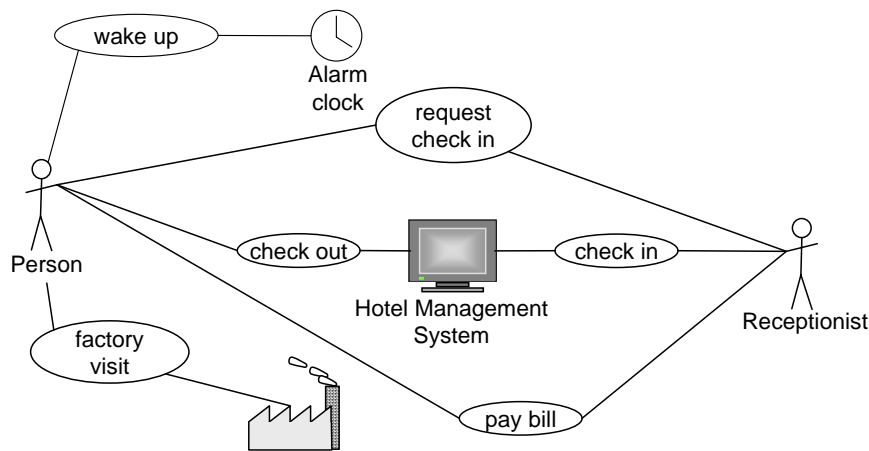 wake up
Alarm
clock
request
check in
Person
check out
check in
Hotel Management
System
Receptionist
factory
visit
pay bill